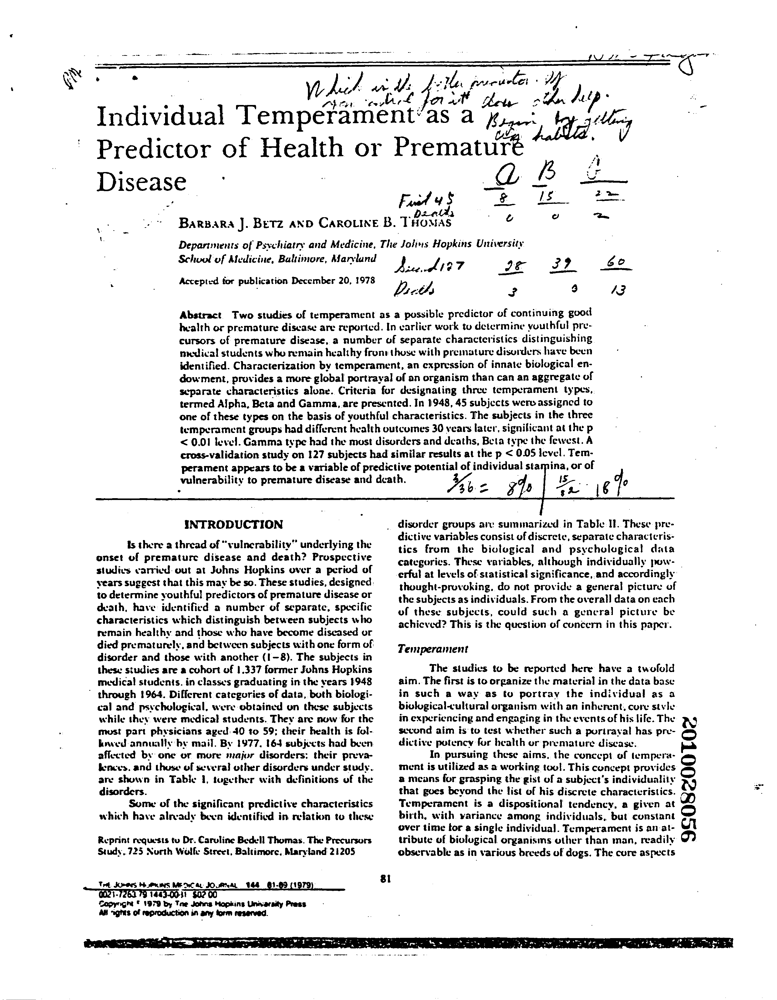 Which is the
for it does other help.
Individual Temperament as a
Begin by getting
habits.
Predictor of Health or Premature
Disease
A B G
First 45 8 15 22
Deaths 0 0 2
BARBARA J. BETZ AND CAROLINE B. THOMAS
Departments of Psychiatry and Medicine, The Johns Hopkins University
School of Medicine, Baltimore, Maryland
Second 127 28 39 60
Accepted for publication December 20, 1978
Deaths 3 0 13
Abstract Two studies of temperament as a possible predictor of continuing good
health or premature disease are reported. In earlier work to determine youthful pre-
cursors of premature disease, a number of separate characteristics distinguishing
medical students who remain healthy from those with premature disorders have been
identified. Characterization by temperament, an expression of innate biological en-
dowment, provides a more global portrayal of an organism than can an aggregate of
separate characteristics alone. Criteria for designating three temperament types,
termed Alpha, Beta and Gamma, are presented. In 1948, 45 subjects were assigned to
one of these types on the basis of youthful characteristics. The subjects in the three
temperament groups had different health outcomes 30 years later, significant at the p
< 0.01 level. Gamma type had the most disorders and deaths, Beta type the fewest. A
cross-validation study on 127 subjects had similar results at the p < 0.05 level. Tem-
perament appears to be a variable of predictive potential of individual stamina, or of
vulnerability to premature disease and death.
3/36 = 8% 15/82 18%
INTRODUCTION
Is there a thread of "vulnerability" underlying the
onset of premature disease and death? Prospective
studies carried out at Johns Hopkins over a period of
years suggest that this may be so. These studies, designed
to determine youthful predictors of premature disease or
death, have identified a number of separate, specific
characteristics which distinguish between subjects who
remain healthy and those who have become diseased or
died prematurely, and between subjects with one form of
disorder and those with another (1-8). The subjects in
these studies are a cohort of 1,337 former Johns Hopkins
medical students, in classes graduating in the years 1948
through 1964. Different categories of data, both biologi-
cal and psychological, were obtained on these subjects
while they were medical students. They are now for the
most part physicians aged 40 to 59; their health is fol-
lowed annually by mail. By 1977, 164 subjects had been
affected by one or more major disorders; their preva-
lences, and those of several other disorders under study,
are shown in Table I, together with definitions of the
disorders.
Some of the significant predictive characteristics
which have already been identified in relation to these
Reprint requests to Dr. Caroline Bedell Thomas. The Precursors
Study, 725 North Wolfe Street, Baltimore, Maryland 21205
disorder groups are summarized in Table II. These pre-
dictive variables consist of discrete, separate characteris-
tics from the biological and psychological data
categories. These variables, although individually pow-
erful at levels of statistical significance, and accordingly
thought-provoking, do not provide a general picture of
the subjects as individuals. From the overall data on each
of these subjects, could such a general picture be
achieved? This is the question of concern in this paper.
Temperament
The studies to be reported here have a twofold
aim. The first is to organize the material in the data base
in such a way as to portray the individual as a
biological-cultural organism with an inherent, core style
in experiencing and engaging in the events of his life. The
second aim is to test whether such a portrayal has pre-
dictive potency for health or premature disease.
In pursuing these aims, the concept of tempera-
ment is utilized as a working tool. This concept provides
a means for grasping the gist of a subject's individuality
that goes beyond the list of his discrete characteristics.
Temperament is a dispositional tendency, a given at
birth, with variance among individuals, but constant
over time for a single individual. Temperament is an at-
tribute of biological organisms other than man, readily
observable as in various breeds of dogs. The core aspects
2010028056
81
THE JOHNS HOPKINS MEDICAL JOURNAL 144 81-89 (1979)
0021-7263 79 1443-0011 $02 00
Copyright © 1979 by The Johns Hopkins University Press
All rights of reproduction in any form reserved.